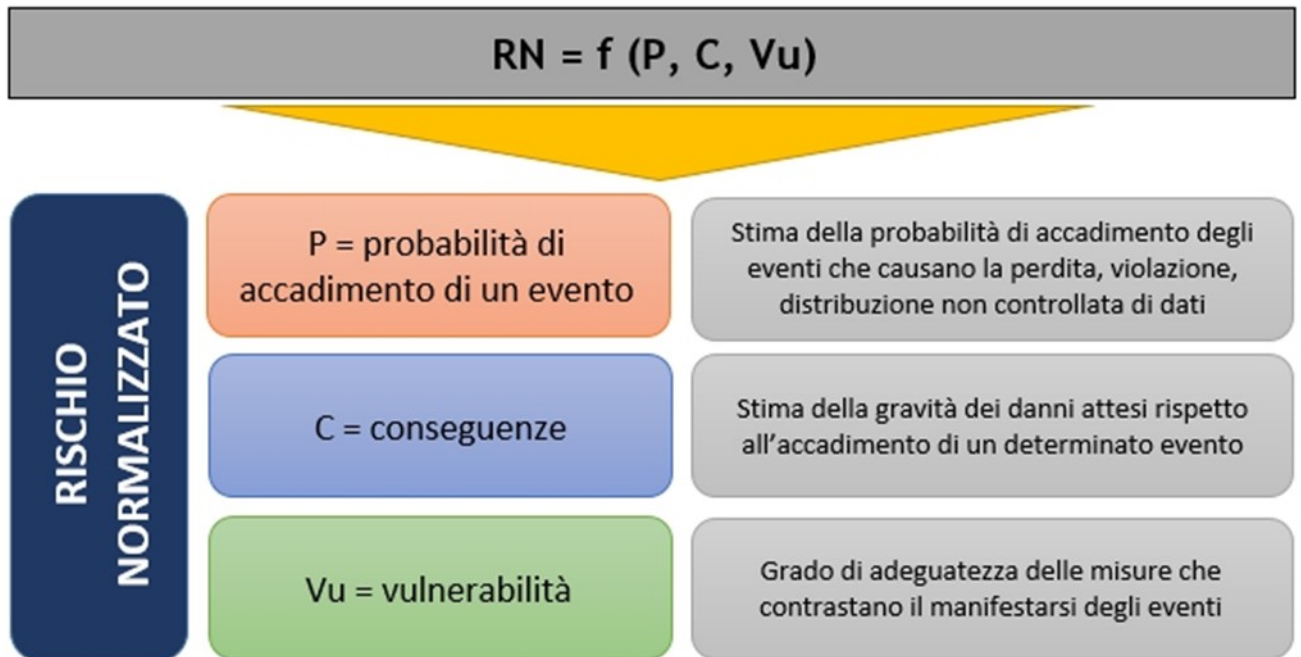 RN = f (P, C, Vu)
RISCHIO
NORMALIZZATO
P = probabilità di
accadimento di un evento
Stima della probabilità di accadimento degli
eventi che causano la perdita, violazione,
distribuzione non controllata di dati
C = conseguenze
Stima della gravità dei danni attesi rispetto
all’accadimento di un determinato evento
Vu = vulnerabilità
Grado di adeguatezza delle misure che
contrastano il manifestarsi degli eventi